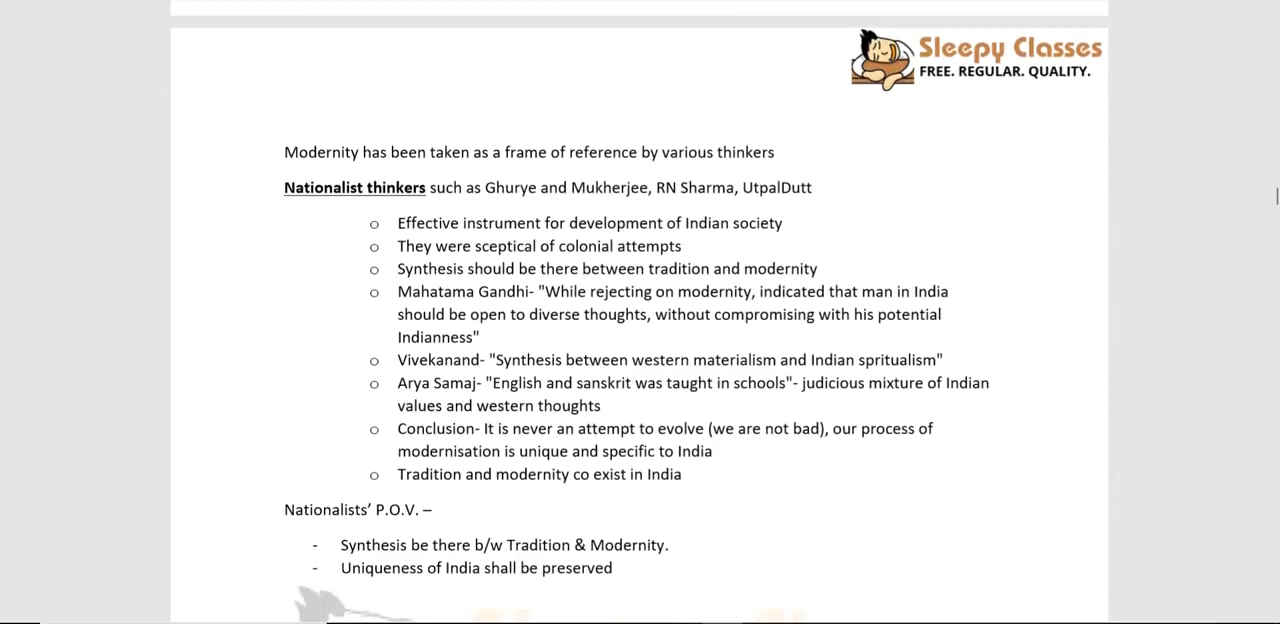 Sleepy Classes
FREE. REGULAR. QUALITY.
Modernity has been taken as a frame of reference by various thinkers
Nationalist thinkers such as Ghurye and Mukherjee, RN Sharma, UtpalDutt
o Effective instrument for development of Indian society
o They were sceptical of colonial attempts
o Synthesis should be there between tradition and modernity
o Mahatama Gandhi- "While rejecting on modernity, indicated that man in India
should be open to diverse thoughts, without compromising with his potential
Indianness"
o Vivekanand- "Synthesis between western materialism and Indian spritualism"
o Arya Samaj- "English and sanskrit was taught in schools"- judicious mixture of Indian
values and western thoughts
o Conclusion- It is never an attempt to evolve (we are not bad), our process of
modernisation is unique and specific to India
o Tradition and modernity co exist in India
Nationalists' P.O.V. –
- Synthesis be there b/w Tradition & Modernity.
- Uniqueness of India shall be preserved